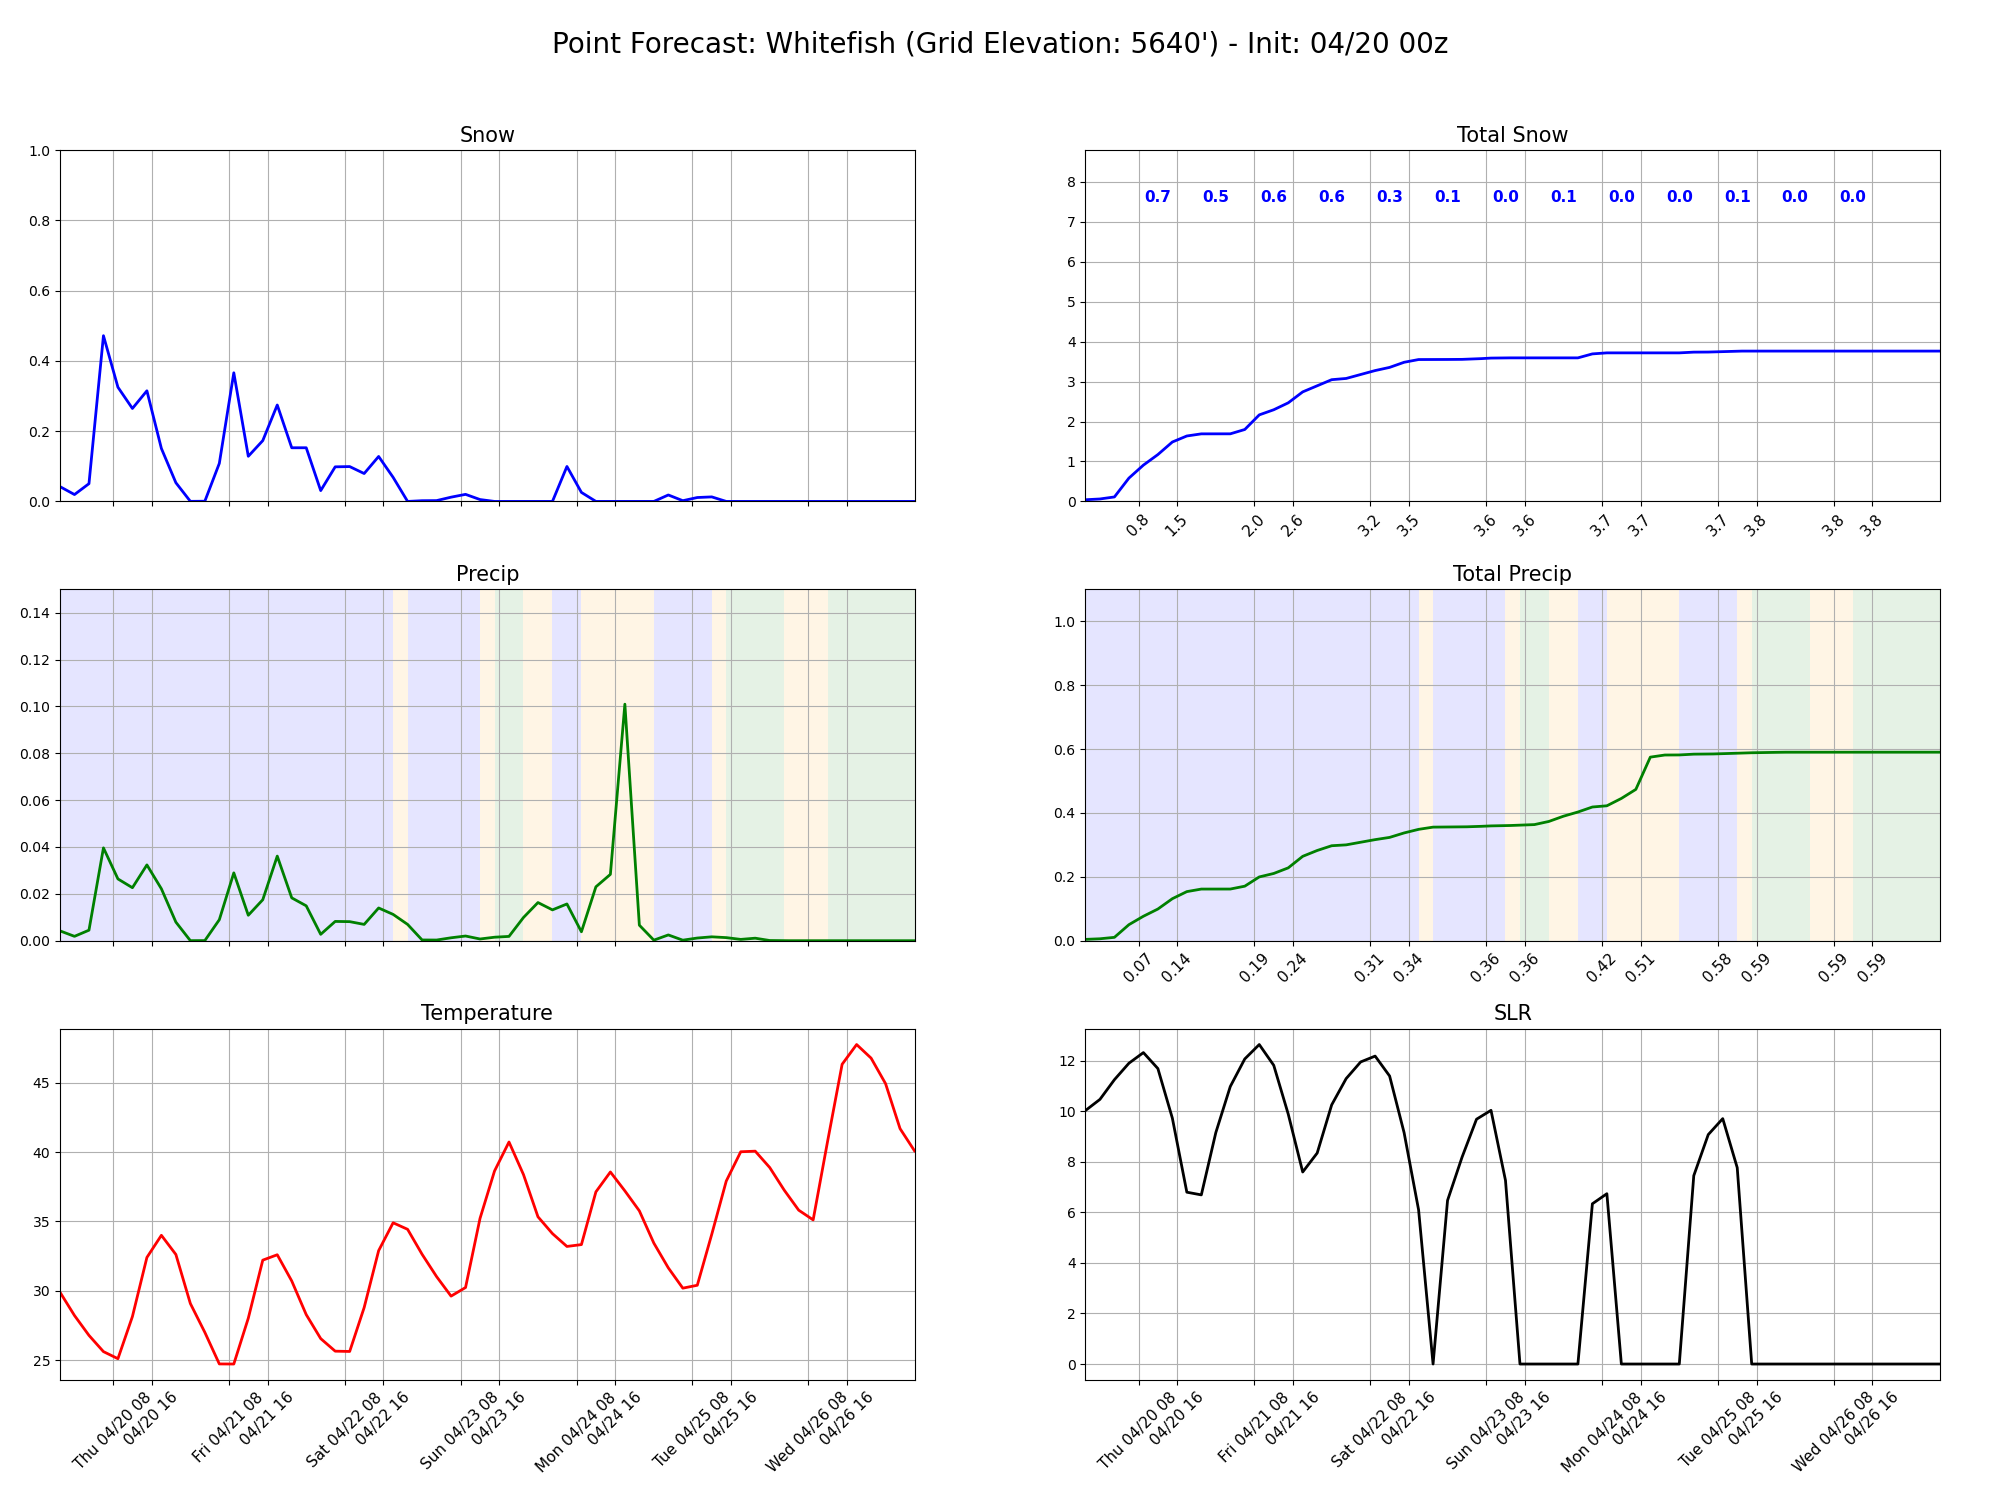 Point Forecast: Whitefish (Grid Elevation: 5640') - Init: 04/20 00z
Snow
1.0
0.8
0.6
0.4
0.2
0.0
Total Snow
8
7
6
5
4
3
2
1
0
0.7 0.5 0.6 0.6 0.3 0.1 0.0 0.1 0.0 0.0 0.1 0.0 0.0
0.8 1.5 2.0 2.6 3.2 3.5 3.6 3.6 3.7 3.7 3.7 3.8 3.8 3.8
Precip
0.14
0.12
0.10
0.08
0.06
0.04
0.02
0.00
Total Precip
1.0
0.8
0.6
0.4
0.2
0.0
0.07 0.14 0.19 0.24 0.31 0.34 0.36 0.36 0.42 0.51 0.58 0.59 0.59 0.59
Temperature
45
40
35
30
25
Thu 04/20 08
04/20 16
Fri 04/21 08
04/21 16
Sat 04/22 08
04/22 16
Sun 04/23 08
04/23 16
Mon 04/24 08
04/24 16
Tue 04/25 08
04/25 16
Wed 04/26 08
04/26 16
SLR
12
10
8
6
4
2
0
Thu 04/20 08
04/20 16
Fri 04/21 08
04/21 16
Sat 04/22 08
04/22 16
Sun 04/23 08
04/23 16
Mon 04/24 08
04/24 16
Tue 04/25 08
04/25 16
Wed 04/26 08
04/26 16